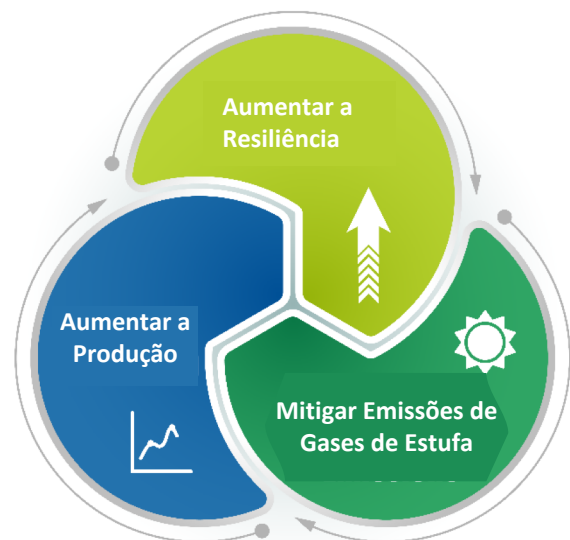 Aumentar a
Resiliência
Aumentar a
Produção
Mitigar Emissões de
Gases de Estufa